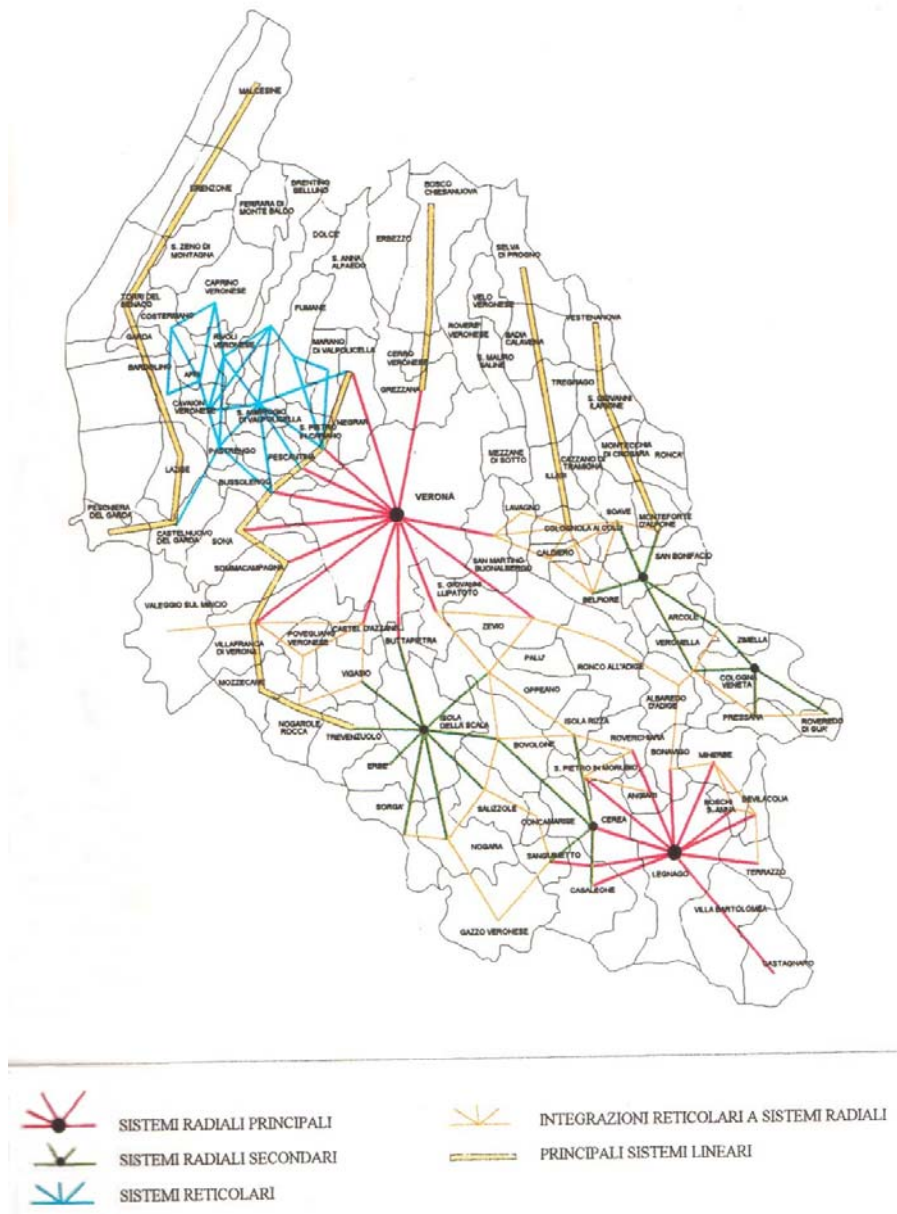 MALCESINE
BRENZONE
BRENTINO
BELLUNO
BOSCO
CHIESANUOVA
FERRARA DI
MONTE BALDO
DOLCE'
ERBEZZO
S. ZENO DI
MONTAGNA
S. ANNA
ALFAEDO
SELVA
DI PROGNO
CAPRINO
VERONESE
TORRI DEL
BENACO
COSTERMANO
FUMANE
VELO
VERONESE
VESTENANOVA
GARDA
RIVOLI
VERONESE
MARANO
DI VALPOLICELLA
ROVERE'
VERONESE
BADIA
CALAVENA
BARDOLINO
AFFI
CERRO
VERONESE
S. MAURO
SALINE
TREGNAGO
CAVAION
VERONESE
GREZZANA
S. GIOVANNI
ILARIONE
S. AMBROGIO
DI VALPOLICELLA
S. PIETRO
IN CARIANO
NEGRAR
PASTRENGO
PESCANTINA
MEZZANE
DI SOTTO
CAZZANO DI
TRAMIGNA
MONTECCHIA
DI CROSARA
RONCA'
LAZISE
BUSSOLENGO
ILLASI
VERONA
PESCHIERA
DEL GARDA
LAVAGNO
SOAVE
MONTEFORTE
D'ALPONE
CASTELNUOVO
DEL GARDA
SONA
COLOGNOLA AI COLLI
CALDIERO
SAN MARTINO
BUONALBERGO
SAN BONIFACIO
SOMMACAMPAGNA
S. GIOVANNI
LUPATOTO
BELFIORE
VALEGGIO SUL MINCIO
ZEVIO
ARCOLE
VILLAFRANCA
DI VERONA
POVEGLIANO
VERONESE
CASTEL D'AZZANO
BUTTAPIETRA
VERONELLA
ZIMELLA
PALU'
RONCO ALL'ADIGE
COLOGNA
VENETA
MOZZECANE
VIGASIO
OPPEANO
ALBAREDO
D'ADIGE
PRESSANA
ROVEREDO
DI GUA'
NOGAROLE
ROCCA
TREVENZUOLO
ISOLA
DELLA SCALA
ISOLA RIZZA
ROVERCHIARA
BOVOLONE
BONAVIGO
MINERBE
ERBE'
S. PIETRO IN MORUBIO
ANGIARI
BEVILACQUA
BOSCHI
S. ANNA
SORGA'
SALIZZOLE
CONCAMARISE
CEREA
NOGARA
SANGUINETTO
LEGNAGO
TERRAZZO
CASALEONE
VILLA BARTOLOMEA
GAZZO VERONESE
CASTAGNARO
SISTEMI RADIALI PRINCIPALI
SISTEMI RADIALI SECONDARI
SISTEMI RETICOLARI
INTEGRAZIONI RETICOLARI A SISTEMI RADIALI
PRINCIPALI SISTEMI LINEARI